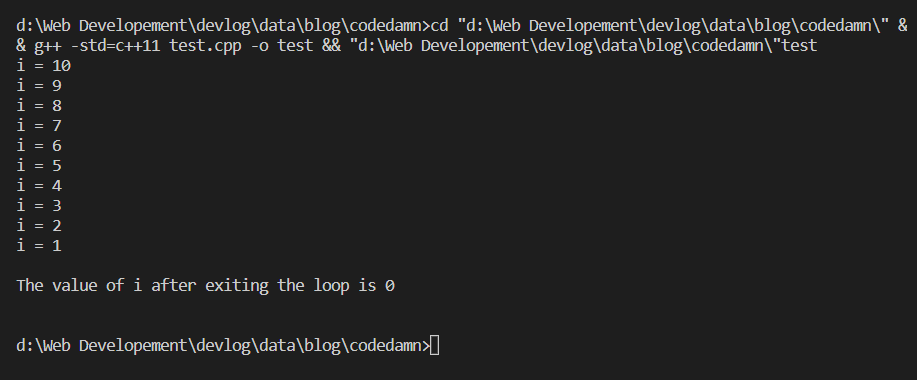 d:\Web Developement\devlog\data\blog\codedamn>cd "d:\Web Developement\devlog\data\blog\codedamn\" &
& g++ -std=c++11 test.cpp -o test && "d:\Web Developement\devlog\data\blog\codedamn\"test
i = 10
i = 9
i = 8
i = 7
i = 6
i = 5
i = 4
i = 3
i = 2
i = 1
The value of i after exiting the loop is 0
d:\Web Developement\devlog\data\blog\codedamn>